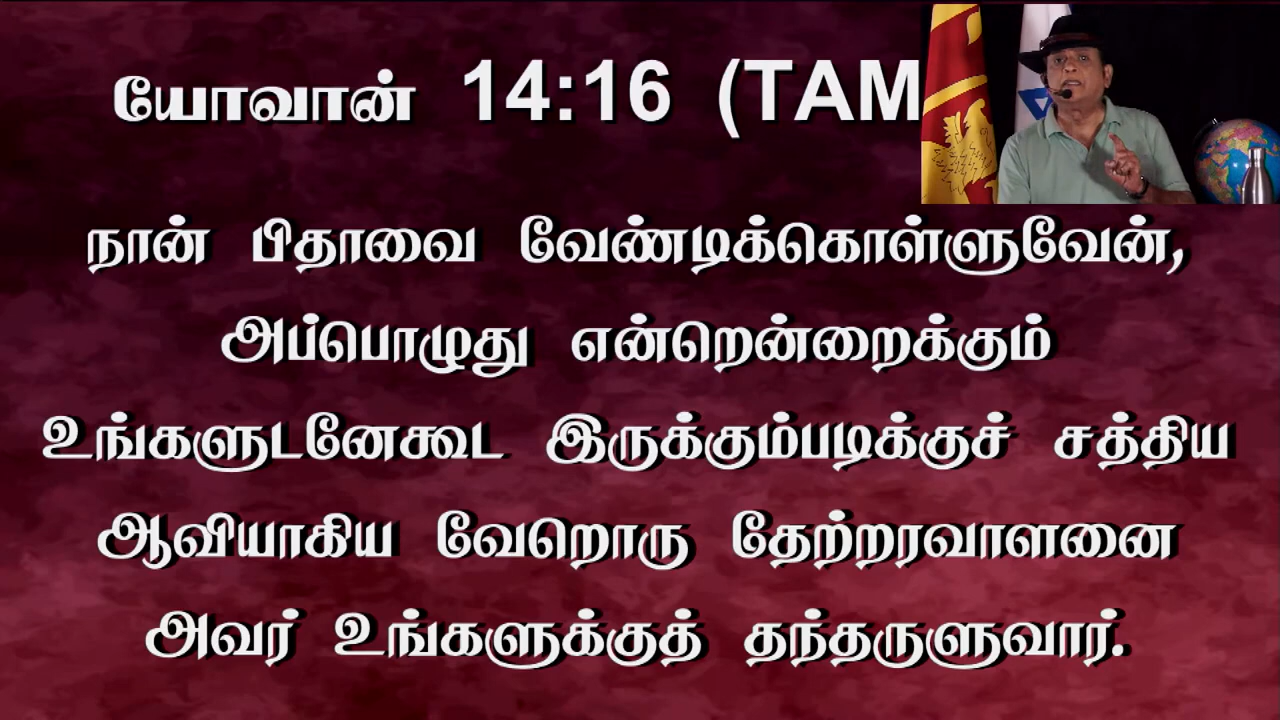 யோவான் 14:16 (TAM
நான் பிதாவை வேண்டிக்கொள்ளுவேன்,
அப்பொழுது என்றென்றைக்கும்
உங்களுடனேகூட இருக்கும்படிக்குச் சத்திய
ஆவியாகிய வேறொரு தேற்றரவாளனை
அவர் உங்களுக்குத் தந்தருளுவார்.